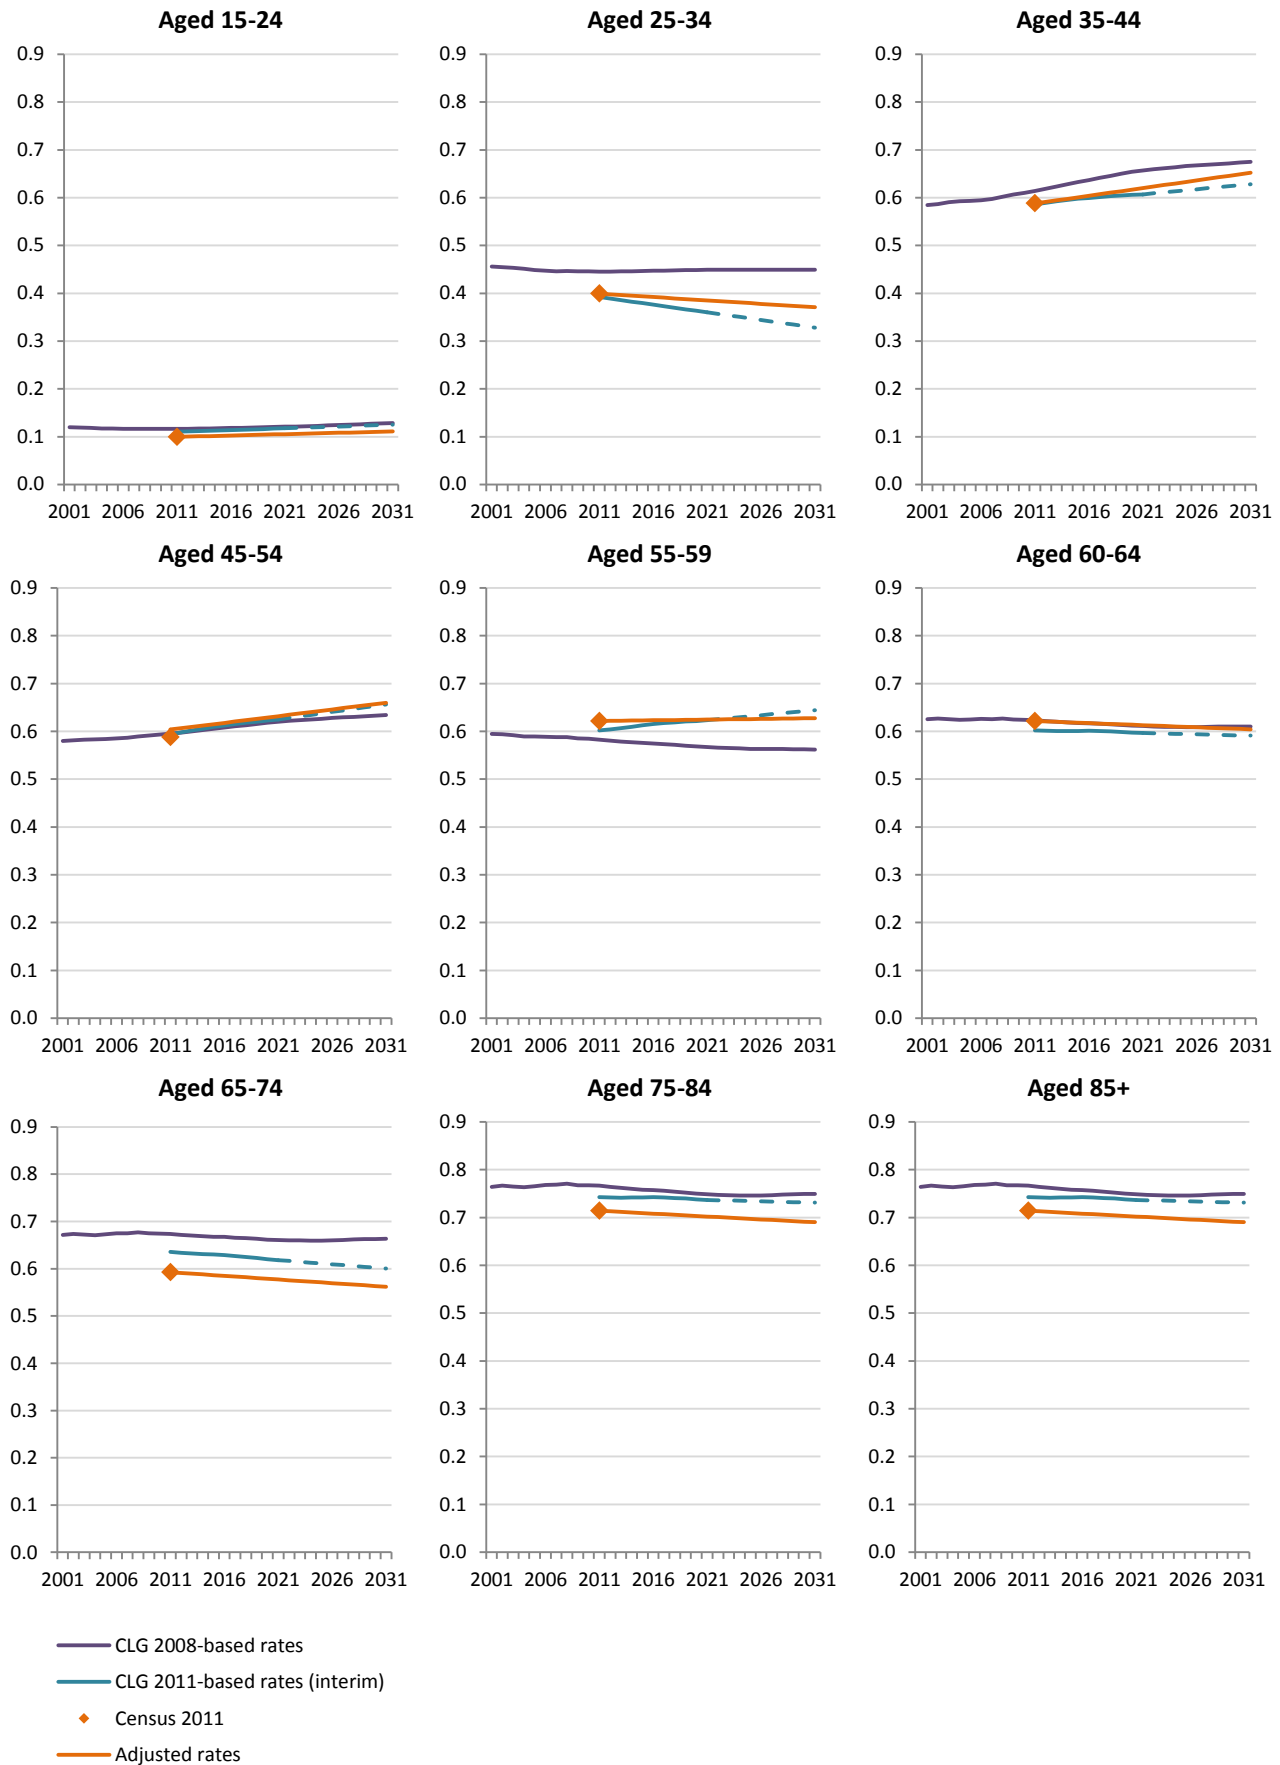 Aged 15-24 Aged 25-34 Aged 35-44
0.9 0.9 0.9
0.8 0.8 0.8
0.7 0.7 0.7
0.6 0.6 0.6
0.5 0.5 0.5
0.4 0.4 0.4
0.3 0.3 0.3
0.2 0.2 0.2
0.1 0.1 0.1
0.0 0.0 0.0
2001 2006 2011 2016 2021 2026 2031 2001 2006 2011 2016 2021 2026 2031 2001 2006 2011 2016 2021 2026 2031
Aged 45-54 Aged 55-59 Aged 60-64
0.9 0.9 0.9
0.8 0.8 0.8
0.7 0.7 0.7
0.6 0.6 0.6
0.5 0.5 0.5
0.4 0.4 0.4
0.3 0.3 0.3
0.2 0.2 0.2
0.1 0.1 0.1
0.0 0.0 0.0
2001 2006 2011 2016 2021 2026 2031 2001 2006 2011 2016 2021 2026 2031 2001 2006 2011 2016 2021 2026 2031
Aged 65-74 Aged 75-84 Aged 85+
0.9 0.9 0.9
0.8 0.8 0.8
0.7 0.7 0.7
0.6 0.6 0.6
0.5 0.5 0.5
0.4 0.4 0.4
0.3 0.3 0.3
0.2 0.2 0.2
0.1 0.1 0.1
0.0 0.0 0.0
2001 2006 2011 2016 2021 2026 2031 2001 2006 2011 2016 2021 2026 2031 2001 2006 2011 2016 2021 2026 2031
CLG 2008-based rates
CLG 2011-based rates (interim)
Census 2011
Adjusted rates